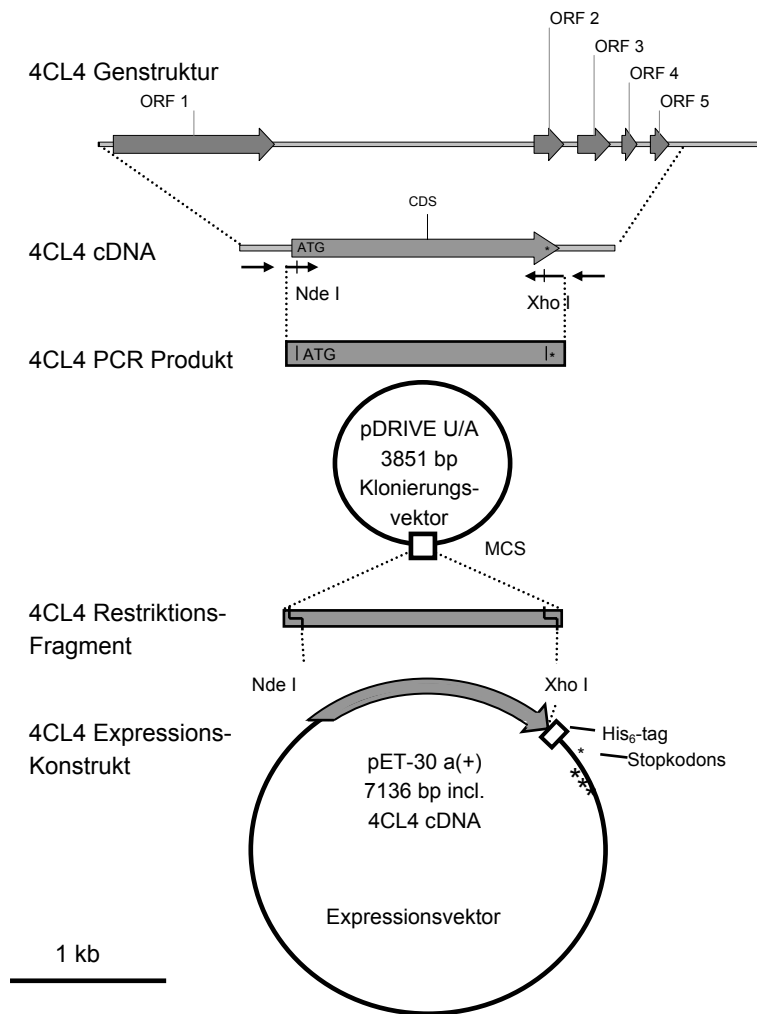 ORF 2
ORF 3
4CL4 Genstruktur
ORF 4
ORF 1
ORF 5
CDS
4CL4 cDNA
ATG
*
Nde I
Xho I
4CL4 PCR Produkt
ATG
*
pDRIVE U/A
3851 bp
Klonierungs-
vektor
MCS
4CL4 Restriktions-
Fragment
Nde I
Xho I
4CL4 Expressions-
Konstrukt
His₆-tag
*
Stopkodons
***
pET-30 a(+)
7136 bp incl.
4CL4 cDNA
Expressionsvektor
1 kb